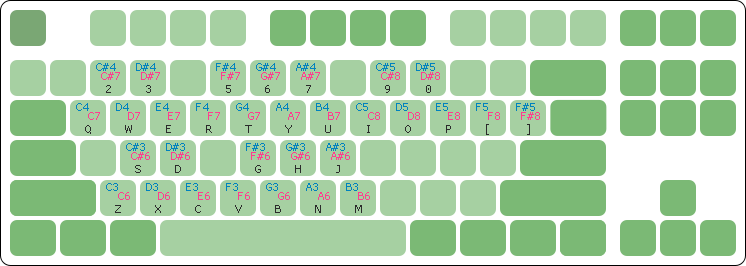 C#4 D#4 F#4 G#4 A#4 C#5 D#5
C#7 D#7 F#7 G#7 A#7 C#8 D#8
2 3 5 6 7 9 0
C4 D4 E4 F4 G4 A4 B4 C5 D5 E5 F5 F#5
C7 D7 E7 F7 G7 A7 B7 C8 D8 E8 F8 F#8
Q W E R T Y U I O P [ ]
C#3 D#3 F#3 G#3 A#3
C#6 D#6 F#6 G#6 A#6
S D G H J
C3 D3 E3 F3 G3 A3 B3
C6 D6 E6 F6 G6 A6 B6
Z X C V B N M